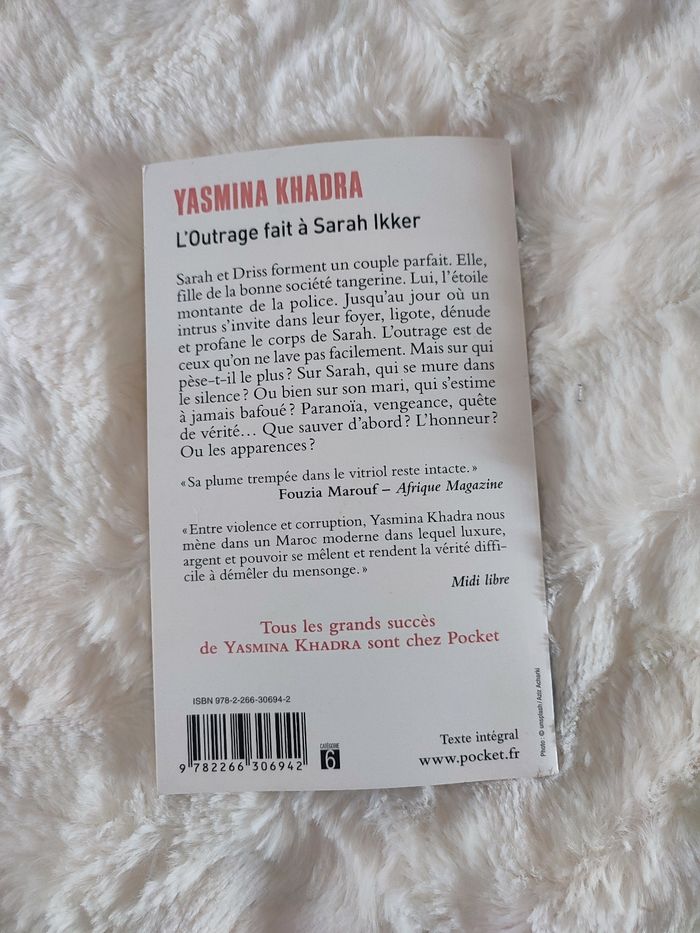 YASMINA KHADRA
L'Outrage fait à Sarah Ikker
Sarah et Driss forment un couple parfait. Elle,
fille de la bonne société tangerine. Lui, l'étoile
montante de la police. Jusqu'au jour où un
intrus s'invite dans leur foyer, ligote, dénude
et profane le corps de Sarah. L'outrage est de
ceux qu'on ne lave pas facilement. Mais sur qui
pèse-t-il le plus ? Sur Sarah, qui se mure dans
le silence ? Ou bien sur son mari, qui s'estime
à jamais bafoué ? Paranoïa, vengeance, quête
de vérité… Que sauver d'abord ? L'honneur ?
Ou les apparences ?
« Sa plume trempée dans le vitriol reste intacte. »
Fouzia Marouf – Afrique Magazine
« Entre violence et corruption, Yasmina Khadra nous
mène dans un Maroc moderne dans lequel luxure,
argent et pouvoir se mêlent et rendent la vérité diffi-
cile à démêler du mensonge. »
Midi libre
Tous les grands succès
de YASMINA KHADRA sont chez Pocket
ISBN 978-2-266-30694-2
9 782266 306942
CATÉGORIE
6
Texte intégral
www.pocket.fr
Photo : © unsplash / Aziz Acharki